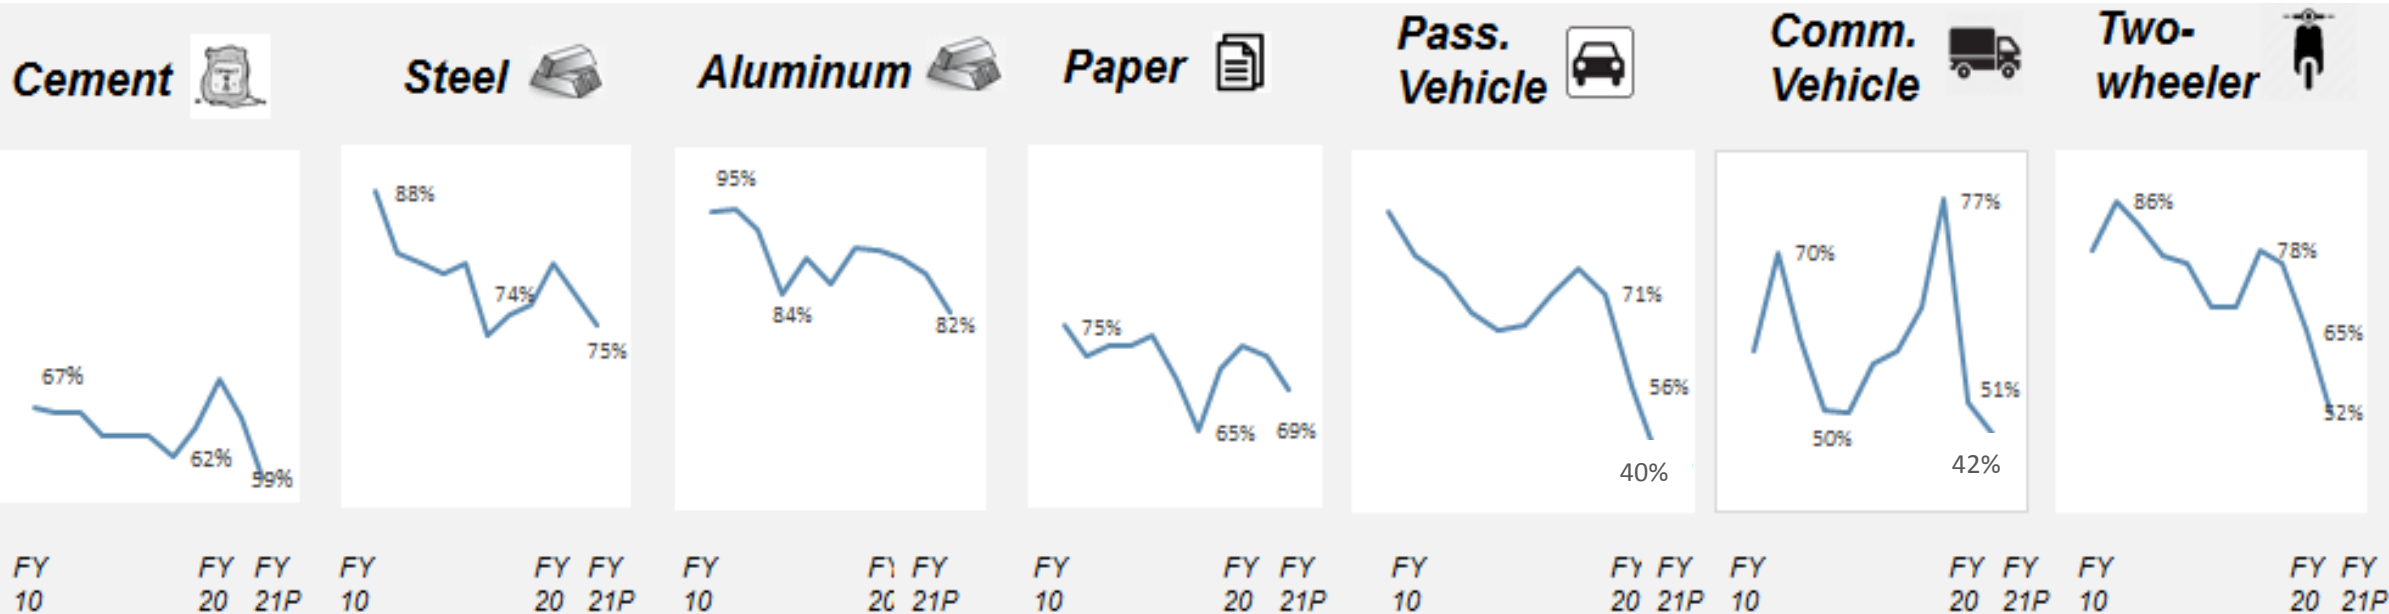 Cement
Steel
Aluminum
Paper
Pass.
Vehicle
Comm.
Vehicle
Two-
wheeler
67%
62%
59%
88%
74%
75%
95%
84%
82%
75%
65%
69%
71%
56%
40%
70%
50%
77%
51%
42%
86%
78%
65%
52%
FY
10
FY
20
FY
21P
FY
10
FY
20
FY
21P
FY
10
FY
20
FY
21P
FY
10
FY
20
FY
21P
FY
10
FY
20
FY
21P
FY
10
FY
20
FY
21P
FY
10
FY
20
FY
21P